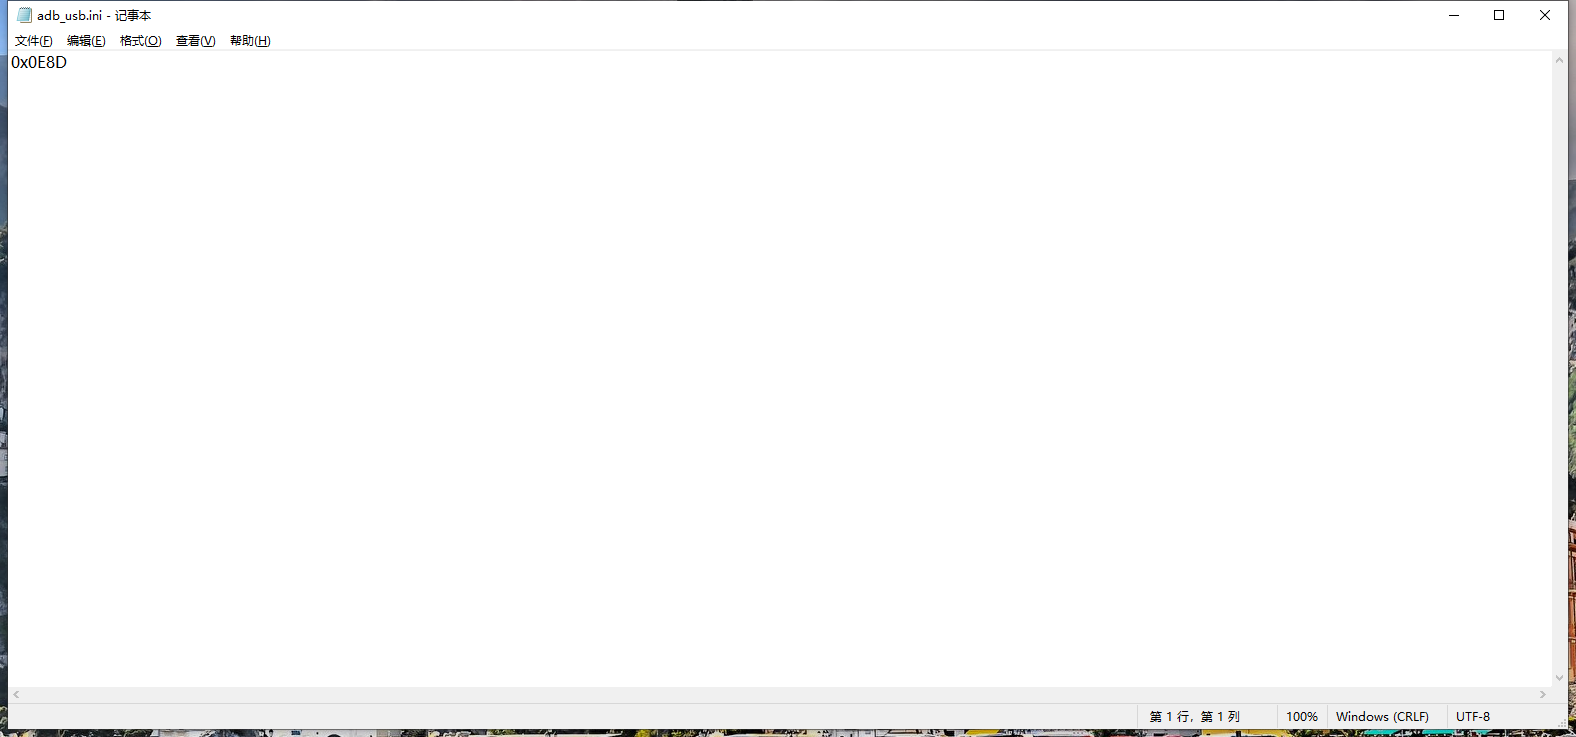 adb_usb.ini - 记事本
文件(F) 编辑(E) 格式(O) 查看(V) 帮助(H)
0x0E8D
第 1 行，第 1 列 100% Windows (CRLF) UTF-8